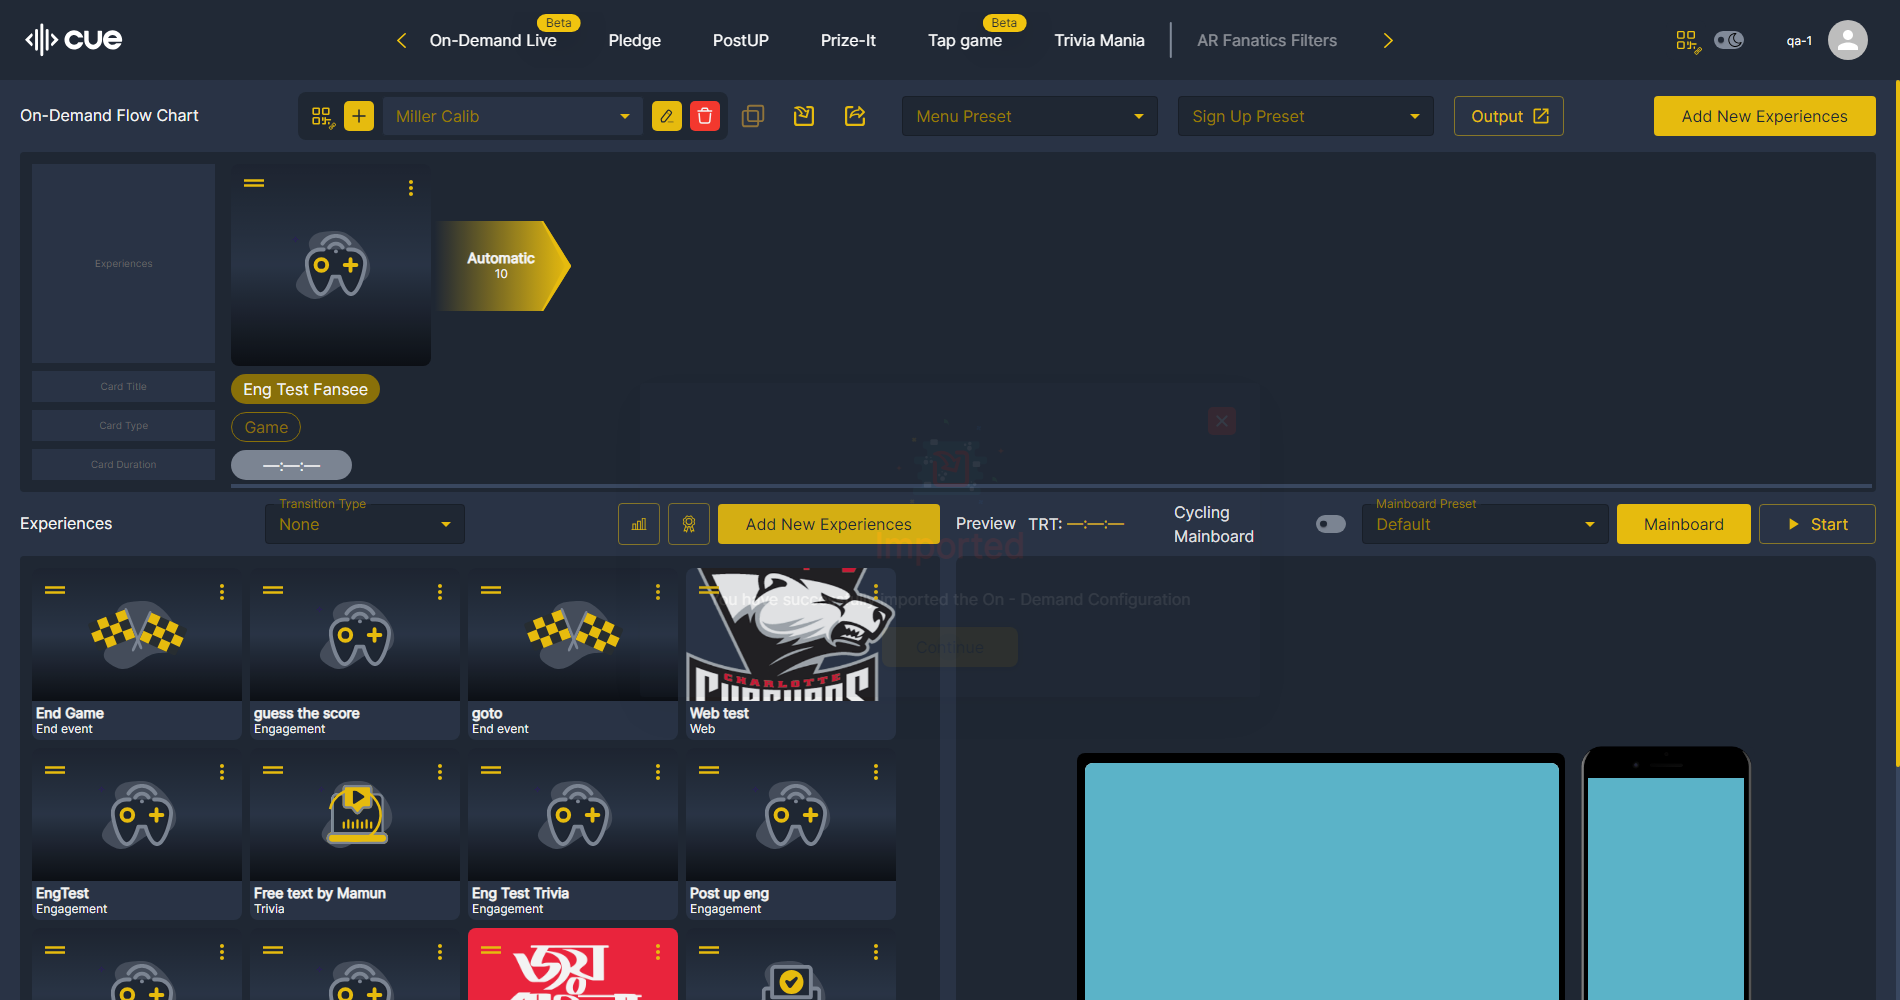 cue
On-Demand Live
Beta
Pledge
PostUP
Prize-It
Tap game
Beta
Trivia Mania
AR Fanatics Filters
qa-1
On-Demand Flow Chart
Miller Calib
Menu Preset
Sign Up Preset
Output
Add New Experiences
Experiences
Automatic
10
Card Title
Eng Test Fansee
Card Type
Game
Card Duration
—:—:—
Experiences
Transition Type
None
Add New Experiences
Preview
TRT: —:—:—
Cycling
Mainboard
Mainboard Preset
Default
Mainboard
Start
Imported
You have successfully imported the On - Demand Configuration
Continue
End Game
End event
guess the score
Engagement
goto
End event
CHARLOTTE
Web test
Web
EngTest
Engagement
Free text by Mamun
Trivia
Eng Test Trivia
Engagement
Post up eng
Engagement
জয়